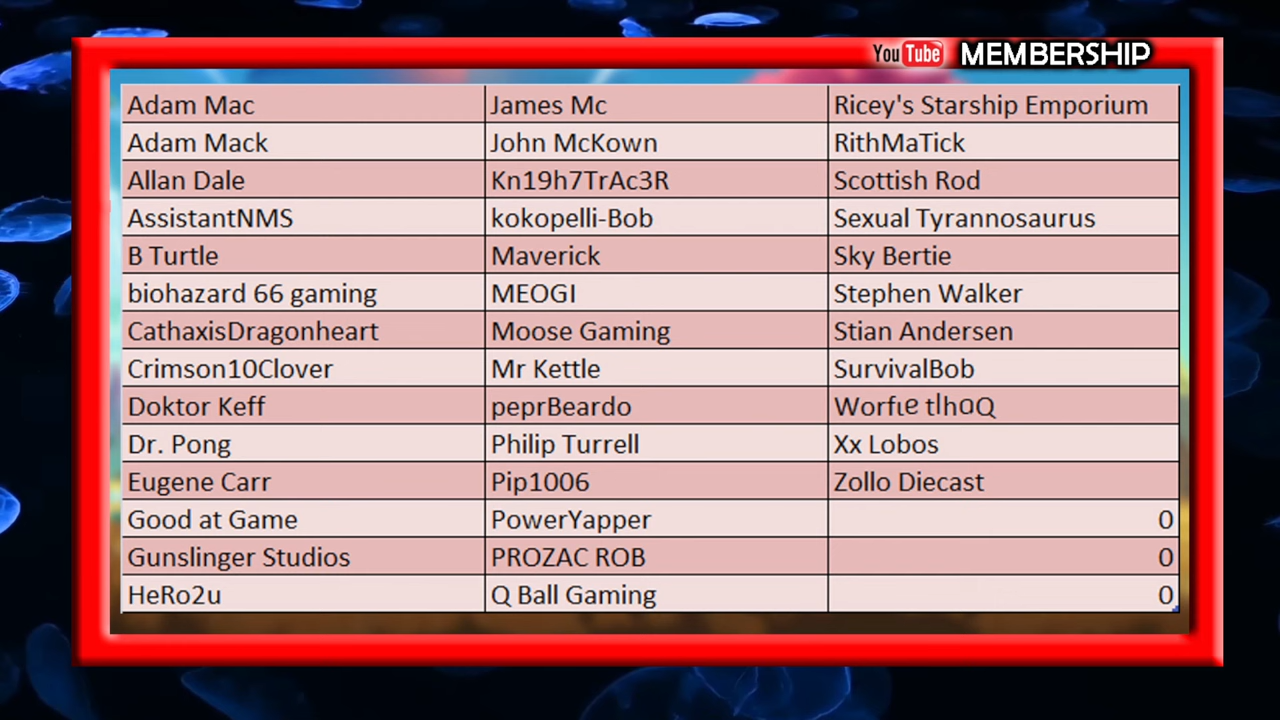 YouTube MEMBERSHIP
Adam Mac James Mc Ricey's Starship Emporium
Adam Mack John McKown RithMaTick
Allan Dale Kn19h7TrAc3R Scottish Rod
AssistantNMS kokopelli-Bob Sexual Tyrannosaurus
B Turtle Maverick Sky Bertie
biohazard 66 gaming MEOGI Stephen Walker
CathaxisDragonheart Moose Gaming Stian Andersen
Crimson10Clover Mr Kettle SurvivalBob
Doktor Keff peprBeardo
Dr. Pong Philip Turrell Xx Lobos
Eugene Carr Pip1006 Zollo Diecast
Good at Game PowerYapper 0
Gunslinger Studios PROZAC ROB 0
HeRo2u Q Ball Gaming 0